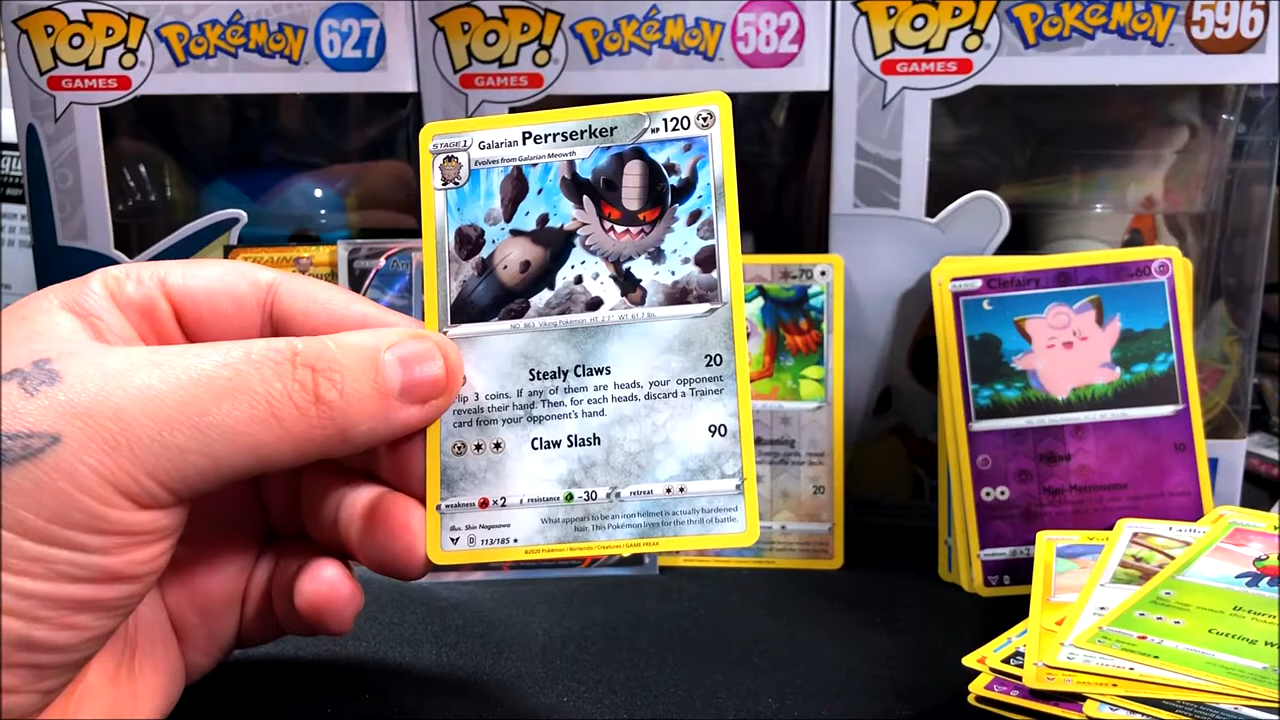 POP!
GAMES
POKéMON
627
POP!
GAMES
POKéMON
582
POP!
GAMES
POKéMON
596
STAGE 1
Galarian Perrserker
HP 120
Evolves from Galarian Meowth
NO. 863 Viking Pokémon HT. 2'7" WT. 61.7 lbs
Stealy Claws 20
lip 3 coins. If any of them are heads, your opponent
reveals their hand. Then, for each heads, discard a Trainer
card from your opponent's hand.
Claw Slash 90
weakness ×2 resistance -30 retreat
Illus. Shin Nagasawa
What appears to be an iron helmet is actually hardened
hair. This Pokémon lives for the thrill of battle.
D 113/185 ★
©2020 Pokémon / Nintendo / Creatures / GAME FREAK
TRAIN
70
20
BASIC
Clefairy
60
10
Mini-Metronome
U-turn
Cutting W